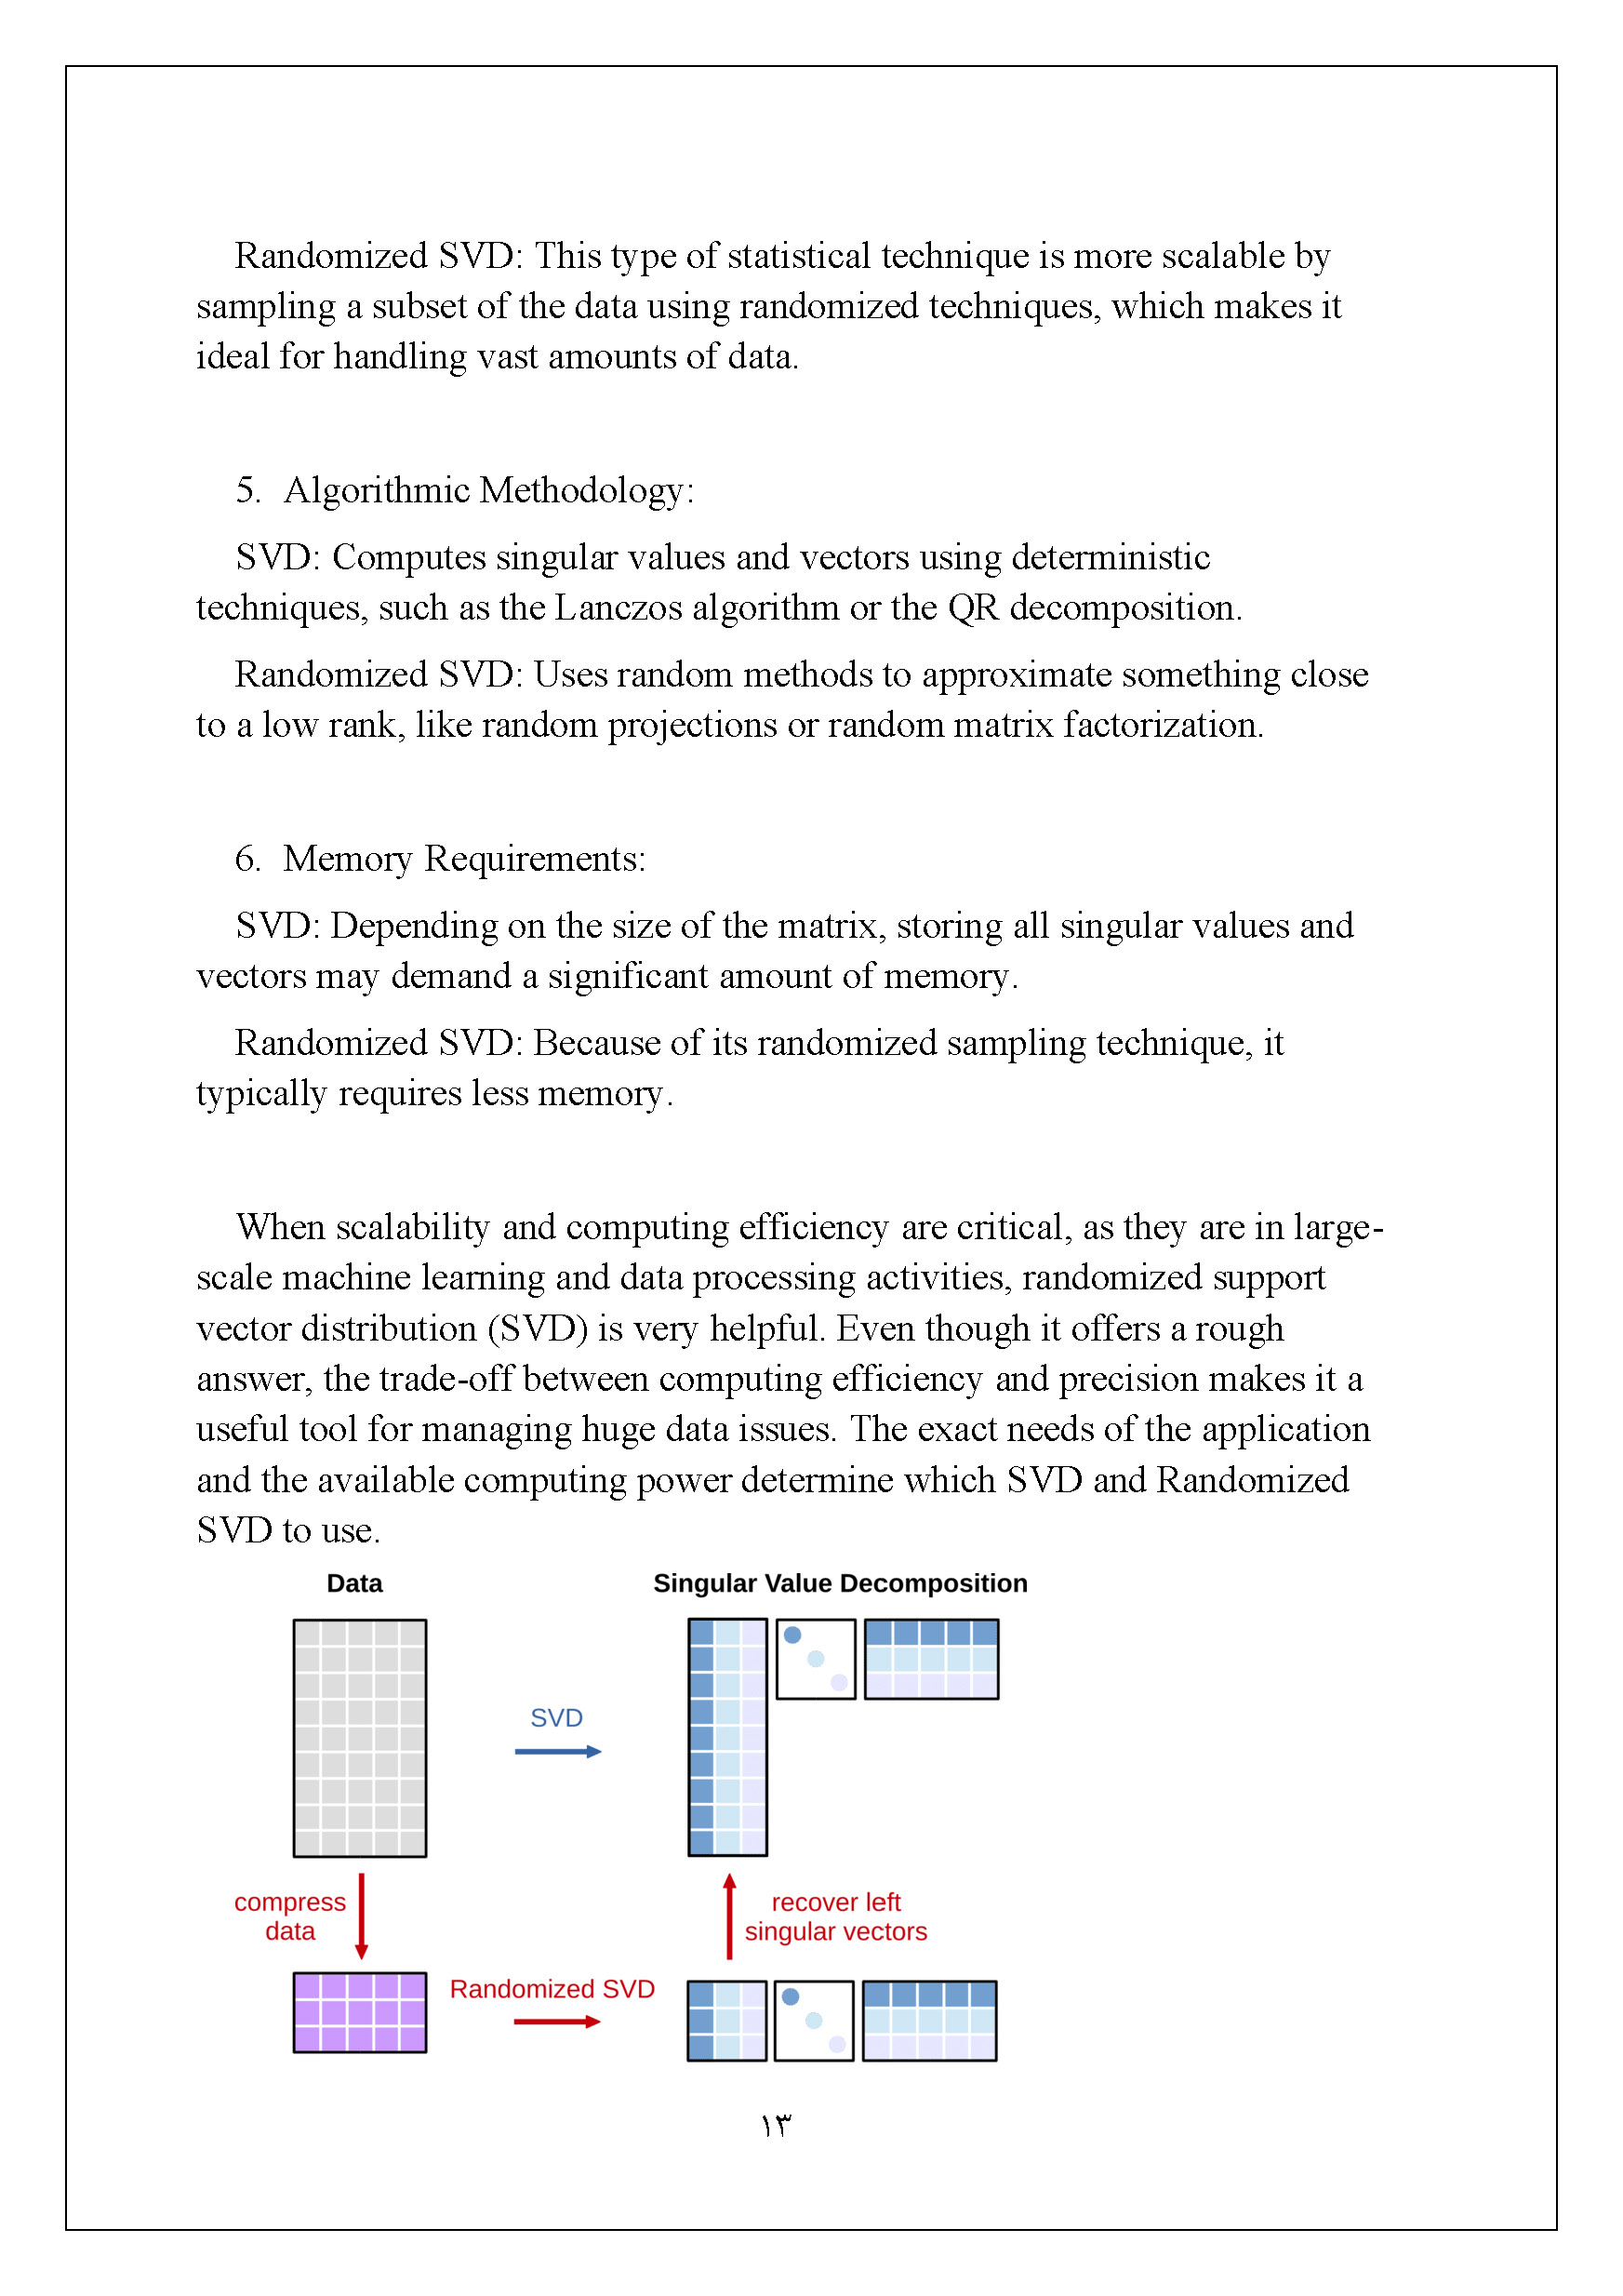 Randomized SVD: This type of statistical technique is more scalable by
sampling a subset of the data using randomized techniques, which makes it
ideal for handling vast amounts of data.
5. Algorithmic Methodology:
SVD: Computes singular values and vectors using deterministic
techniques, such as the Lanczos algorithm or the QR decomposition.
Randomized SVD: Uses random methods to approximate something close
to a low rank, like random projections or random matrix factorization.
6. Memory Requirements:
SVD: Depending on the size of the matrix, storing all singular values and
vectors may demand a significant amount of memory.
Randomized SVD: Because of its randomized sampling technique, it
typically requires less memory.
When scalability and computing efficiency are critical, as they are in large-
scale machine learning and data processing activities, randomized support
vector distribution (SVD) is very helpful. Even though it offers a rough
answer, the trade-off between computing efficiency and precision makes it a
useful tool for managing huge data issues. The exact needs of the application
and the available computing power determine which SVD and Randomized
SVD to use.
Data
Singular Value Decomposition
SVD
compress
data
recover left
singular vectors
Randomized SVD
١٣